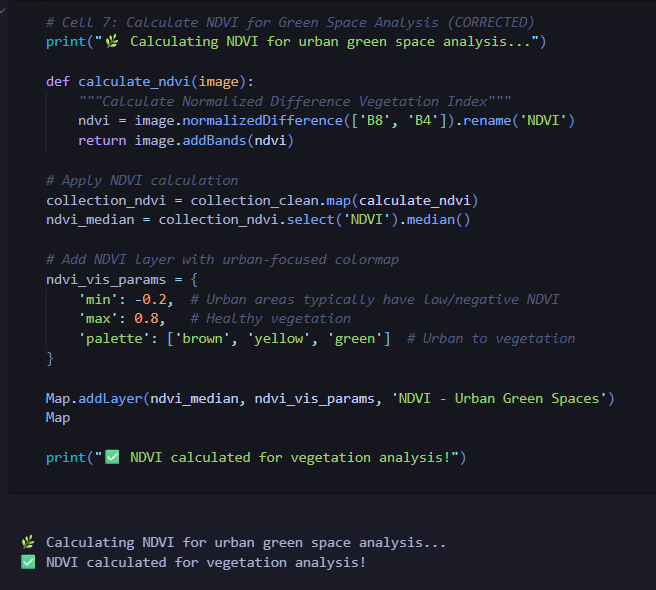 # Cell 7: Calculate NDVI for Green Space Analysis (CORRECTED)
print("🌿 Calculating NDVI for urban green space analysis...")
def calculate_ndvi(image):
    """Calculate Normalized Difference Vegetation Index"""
    ndvi = image.normalizedDifference(['B8', 'B4']).rename('NDVI')
    return image.addBands(ndvi)
# Apply NDVI calculation
collection_ndvi = collection_clean.map(calculate_ndvi)
ndvi_median = collection_ndvi.select('NDVI').median()
# Add NDVI layer with urban-focused colormap
ndvi_vis_params = {
    'min': -0.2,  # Urban areas typically have low/negative NDVI
    'max': 0.8,   # Healthy vegetation
    'palette': ['brown', 'yellow', 'green']  # Urban to vegetation
}
Map.addLayer(ndvi_median, ndvi_vis_params, 'NDVI - Urban Green Spaces')
Map
print("✅ NDVI calculated for vegetation analysis!")
🌿 Calculating NDVI for urban green space analysis...
✅ NDVI calculated for vegetation analysis!